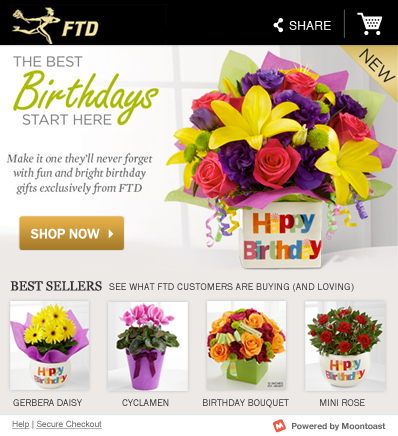 FTD
SHARE
NEW
THE BEST
Birthdays
START HERE
Make it one they'll never forget
with fun and bright birthday
gifts exclusively from FTD
SHOP NOW
Happy
Birthday
BEST SELLERS SEE WHAT FTD CUSTOMERS ARE BUYING (AND LOVING)
Happy
Birthday
Happy
Birthday
GERBERA DAISY CYCLAMEN BIRTHDAY BOUQUET MINI ROSE
Help | Secure Checkout
Powered by Moontoast